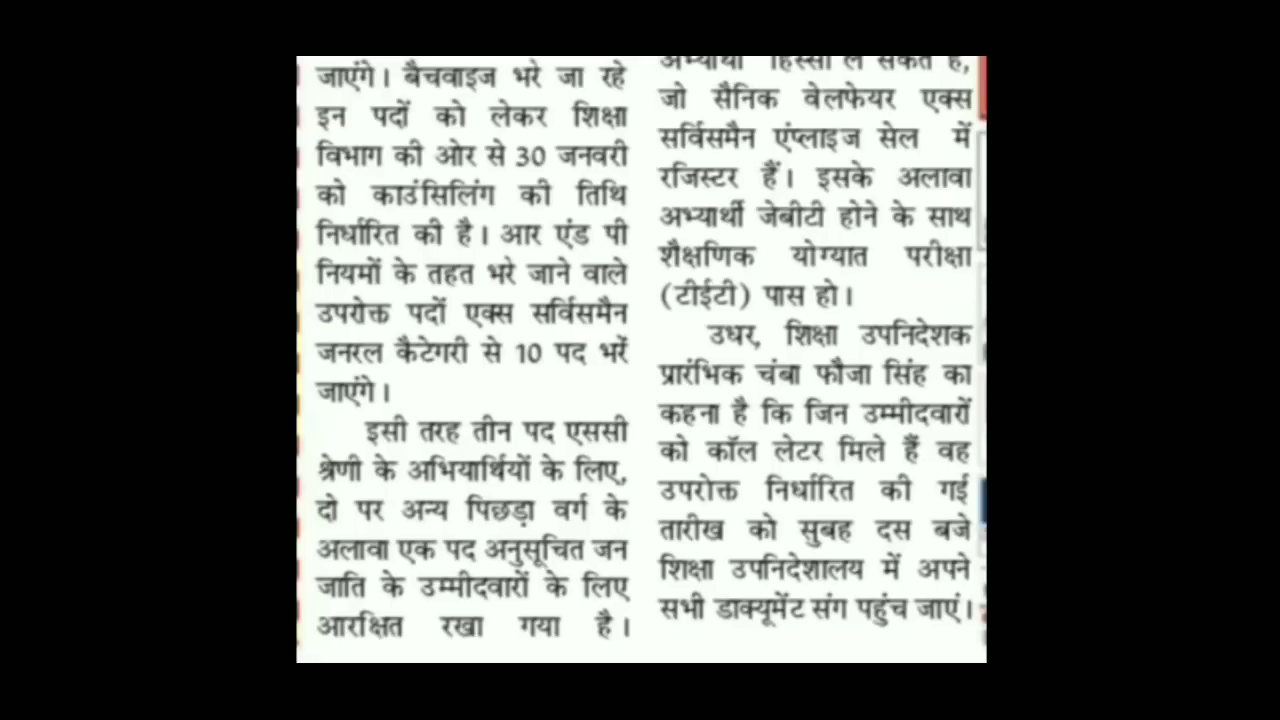 जाएंगे। बैचवाइज भरे जा रहे
इन पदों को लेकर शिक्षा
विभाग की ओर से 30 जनवरी
को काउंसिलिंग की तिथि
निर्धारित की है। आर एंड पी
नियमों के तहत भरे जाने वाले
उपरोक्त पदों एक्स सर्विसमैन
जनरल कैटेगरी से 10 पद भरें
जाएंगे।
इसी तरह तीन पद एससी
श्रेणी के अभियार्थियों के लिए,
दो पर अन्य पिछड़ा वर्ग के
अलावा एक पद अनुसूचित जन
जाति के उम्मीदवारों के लिए
आरक्षित रखा गया है।
अभ्यार्थी हिस्सा ले सकते है,
जो सैनिक वेलफेयर एक्स
सर्विसमैन एंप्लाइज सेल में
रजिस्टर हैं। इसके अलावा
अभ्यार्थी जेबीटी होने के साथ
शैक्षणिक योग्यात परीक्षा
(टीईटी) पास हो।
उधर, शिक्षा उपनिदेशक
प्रारंभिक चंबा फौजा सिंह का
कहना है कि जिन उम्मीदवारों
को कॉल लेटर मिले हैं वह
उपरोक्त निर्धारित की गई
तारीख को सुबह दस बजे
शिक्षा उपनिदेशालय में अपने
सभी डाक्यूमेंट संग पहुंच जाएं।